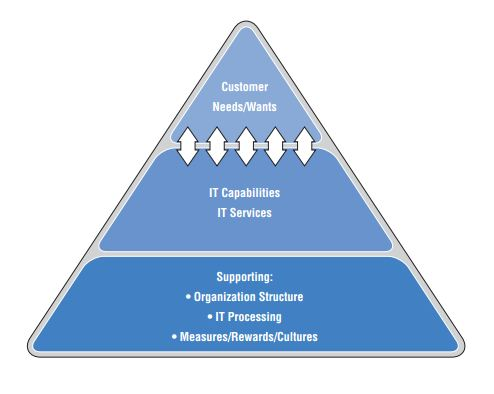 Customer
Needs/Wants
IT Capabilities
IT Services
Supporting:
• Organization Structure
• IT Processing
• Measures/Rewards/Cultures